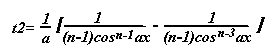 t2= 1/a [ 1/((n-1)cos^{n-1}ax) - 1/((n-1)cos^{n-3}ax) ]